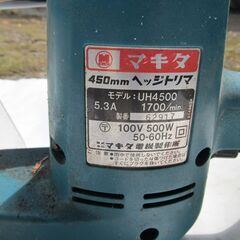 マキタ
450mm ヘッジトリマ
モデル:UH4500
5.3A 1700/min
製番 62917
100V 500W
50-60Hz
マキタ電機製作所